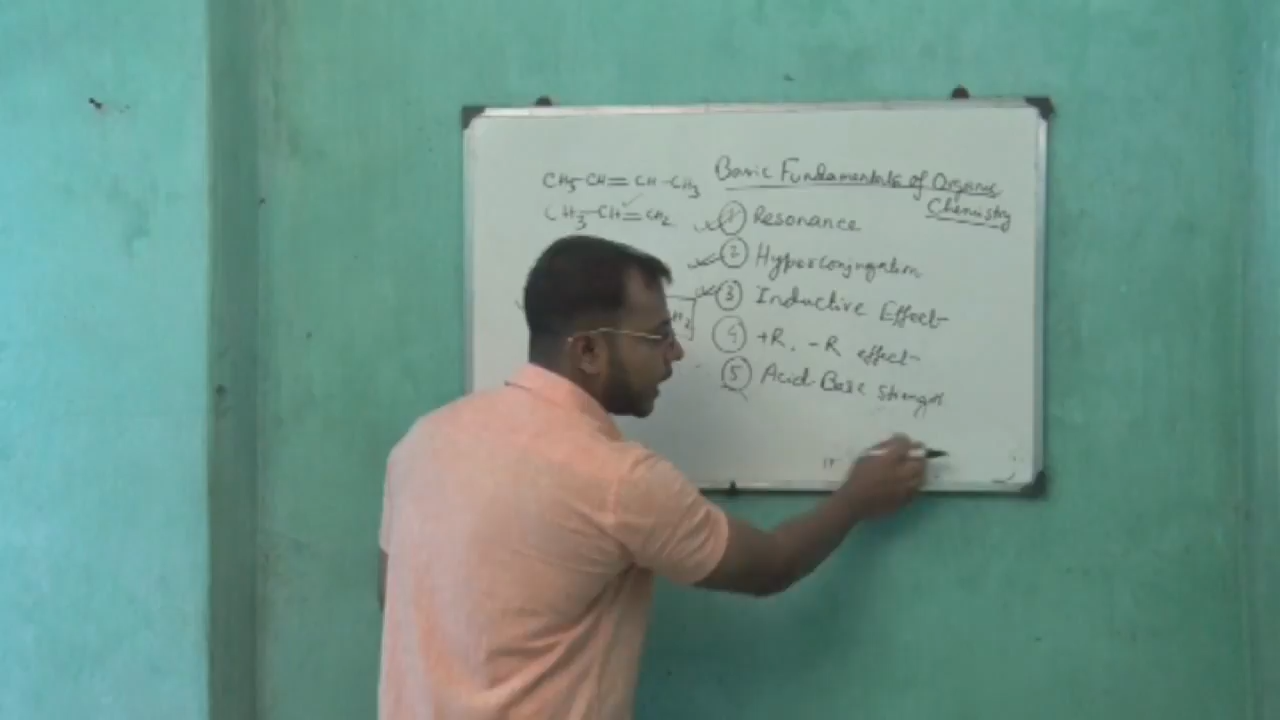 CH3-CH=CH-CH3
CH3-CH=CH2
Basic Fundamentals of Organic
Chemistry
① Resonance
② Hyperconjugation
③ Inductive Effect
④ +R, -R effect
⑤ Acid-Base Strength